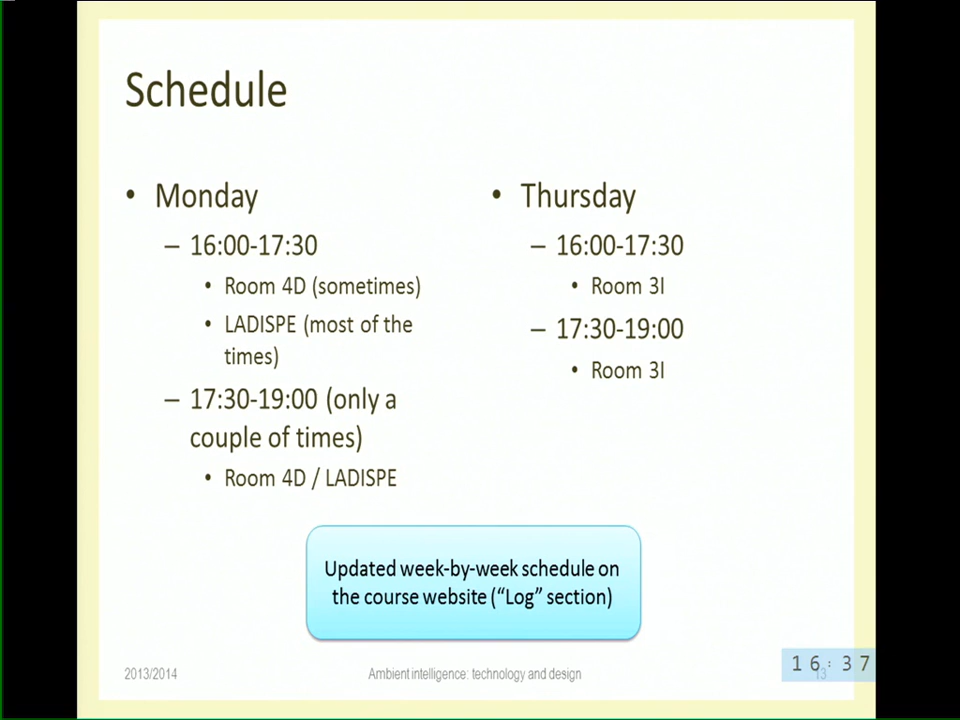 Schedule
• Monday
– 16:00-17:30
• Room 4D (sometimes)
• LADISPE (most of the
times)
– 17:30-19:00 (only a
couple of times)
• Room 4D / LADISPE
• Thursday
– 16:00-17:30
• Room 3I
– 17:30-19:00
• Room 3I
Updated week-by-week schedule on
the course website (“Log” section)
2013/2014
Ambient intelligence: technology and design
13
16:37